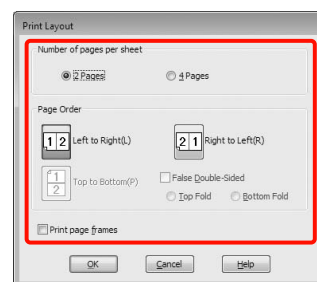 Print Layout
Number of pages per sheet
2 Pages 4 Pages
Page Order
1 2 Left to Right(L) 2 1 Right to Left(R)
1 2 Top to Bottom(P) False Double-Sided
Top Fold Bottom Fold
Print page frames
OK Cancel Help